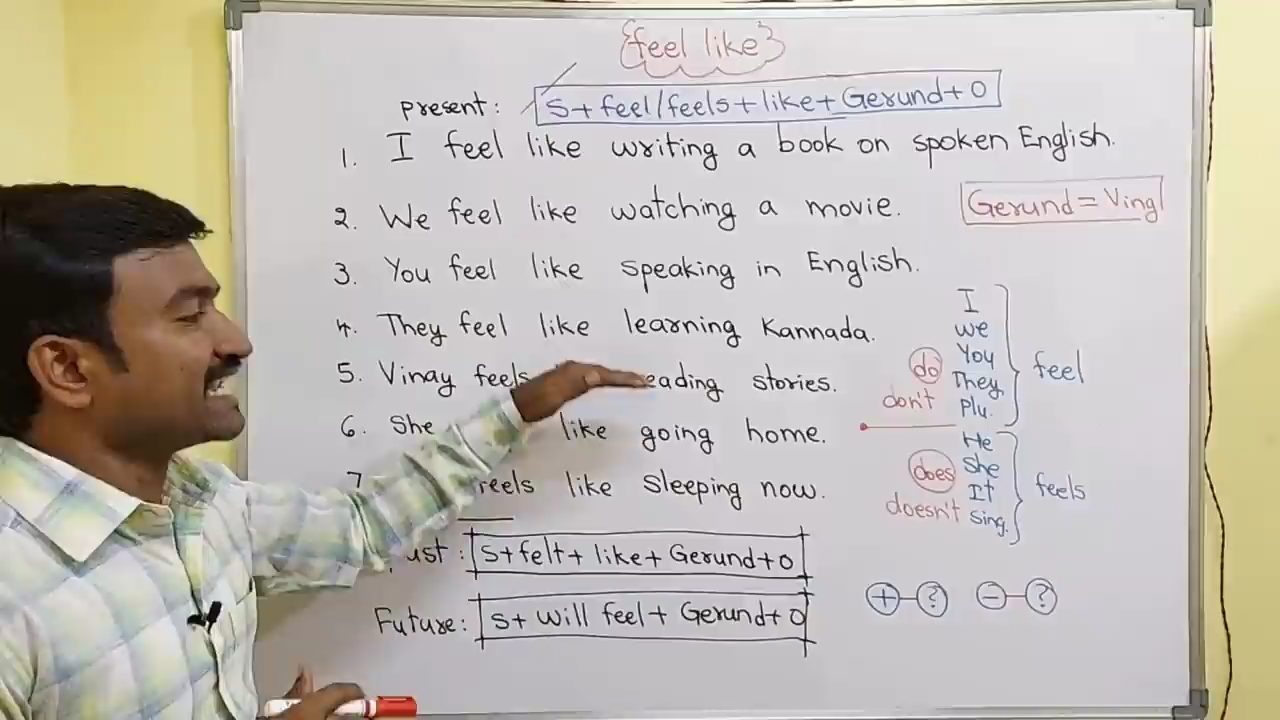 {feel like}
present: S+feel/feels+like+Gerund+O
1. I feel like writing a book on spoken English.
2. We feel like watching a movie.
Gerund = Ving
3. You feel like speaking in English.
4. They feel like learning Kannada.
5. Vinay feels eading stories.
6. She like going home.
7 feels like sleeping now.
I
we
You
They
Plu.
do
don't
feel
He
She
It
Sing.
does
doesn't
feels
ust: S+felt+like+Gerund+O
Future: S+ will feel+ Gerund+O
+ - ? - - ?